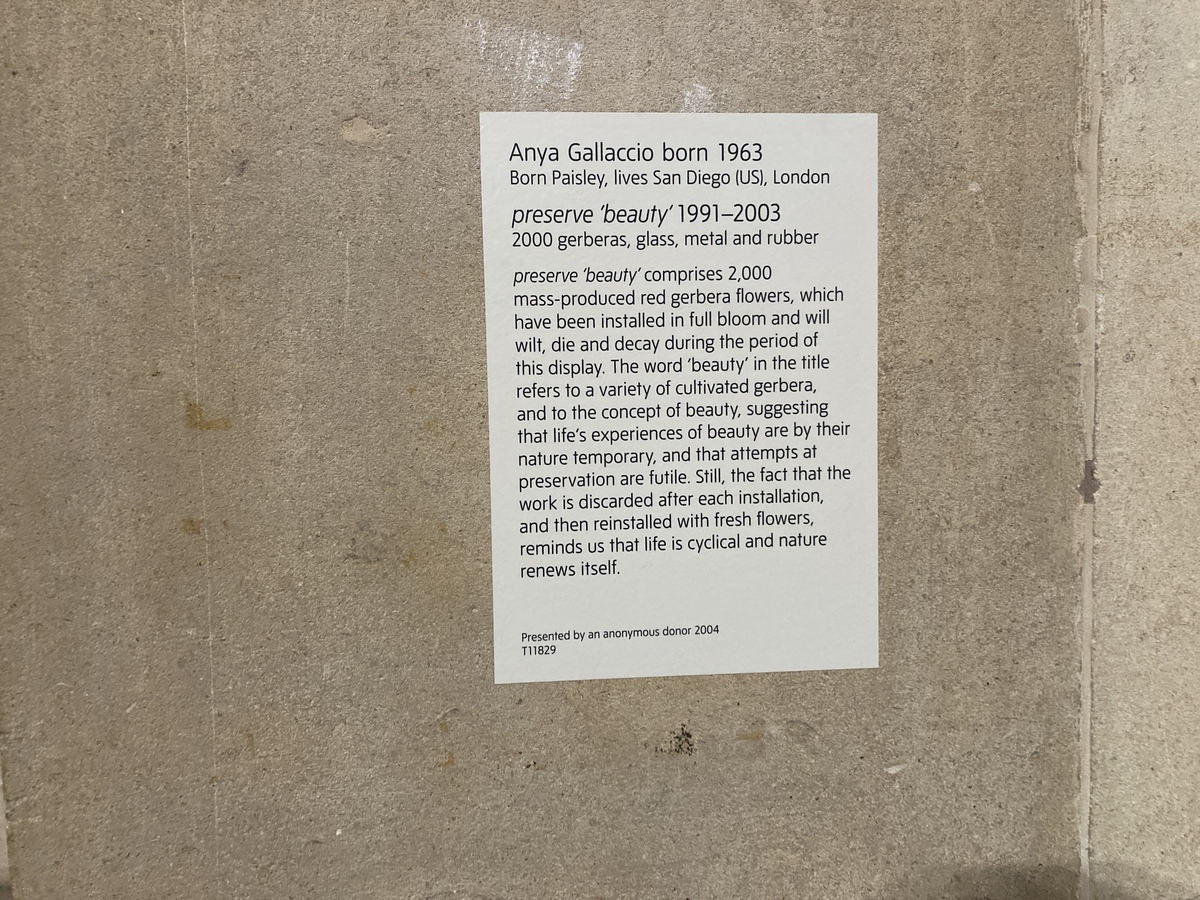 Anya Gallaccio born 1963
Born Paisley, lives San Diego (US), London
preserve ‘beauty’ 1991–2003
2000 gerberas, glass, metal and rubber
preserve ‘beauty’ comprises 2,000
mass-produced red gerbera flowers, which
have been installed in full bloom and will
wilt, die and decay during the period of
this display. The word ‘beauty’ in the title
refers to a variety of cultivated gerbera,
and to the concept of beauty, suggesting
that life’s experiences of beauty are by their
nature temporary, and that attempts at
preservation are futile. Still, the fact that the
work is discarded after each installation,
and then reinstalled with fresh flowers,
reminds us that life is cyclical and nature
renews itself.
Presented by an anonymous donor 2004
T11829